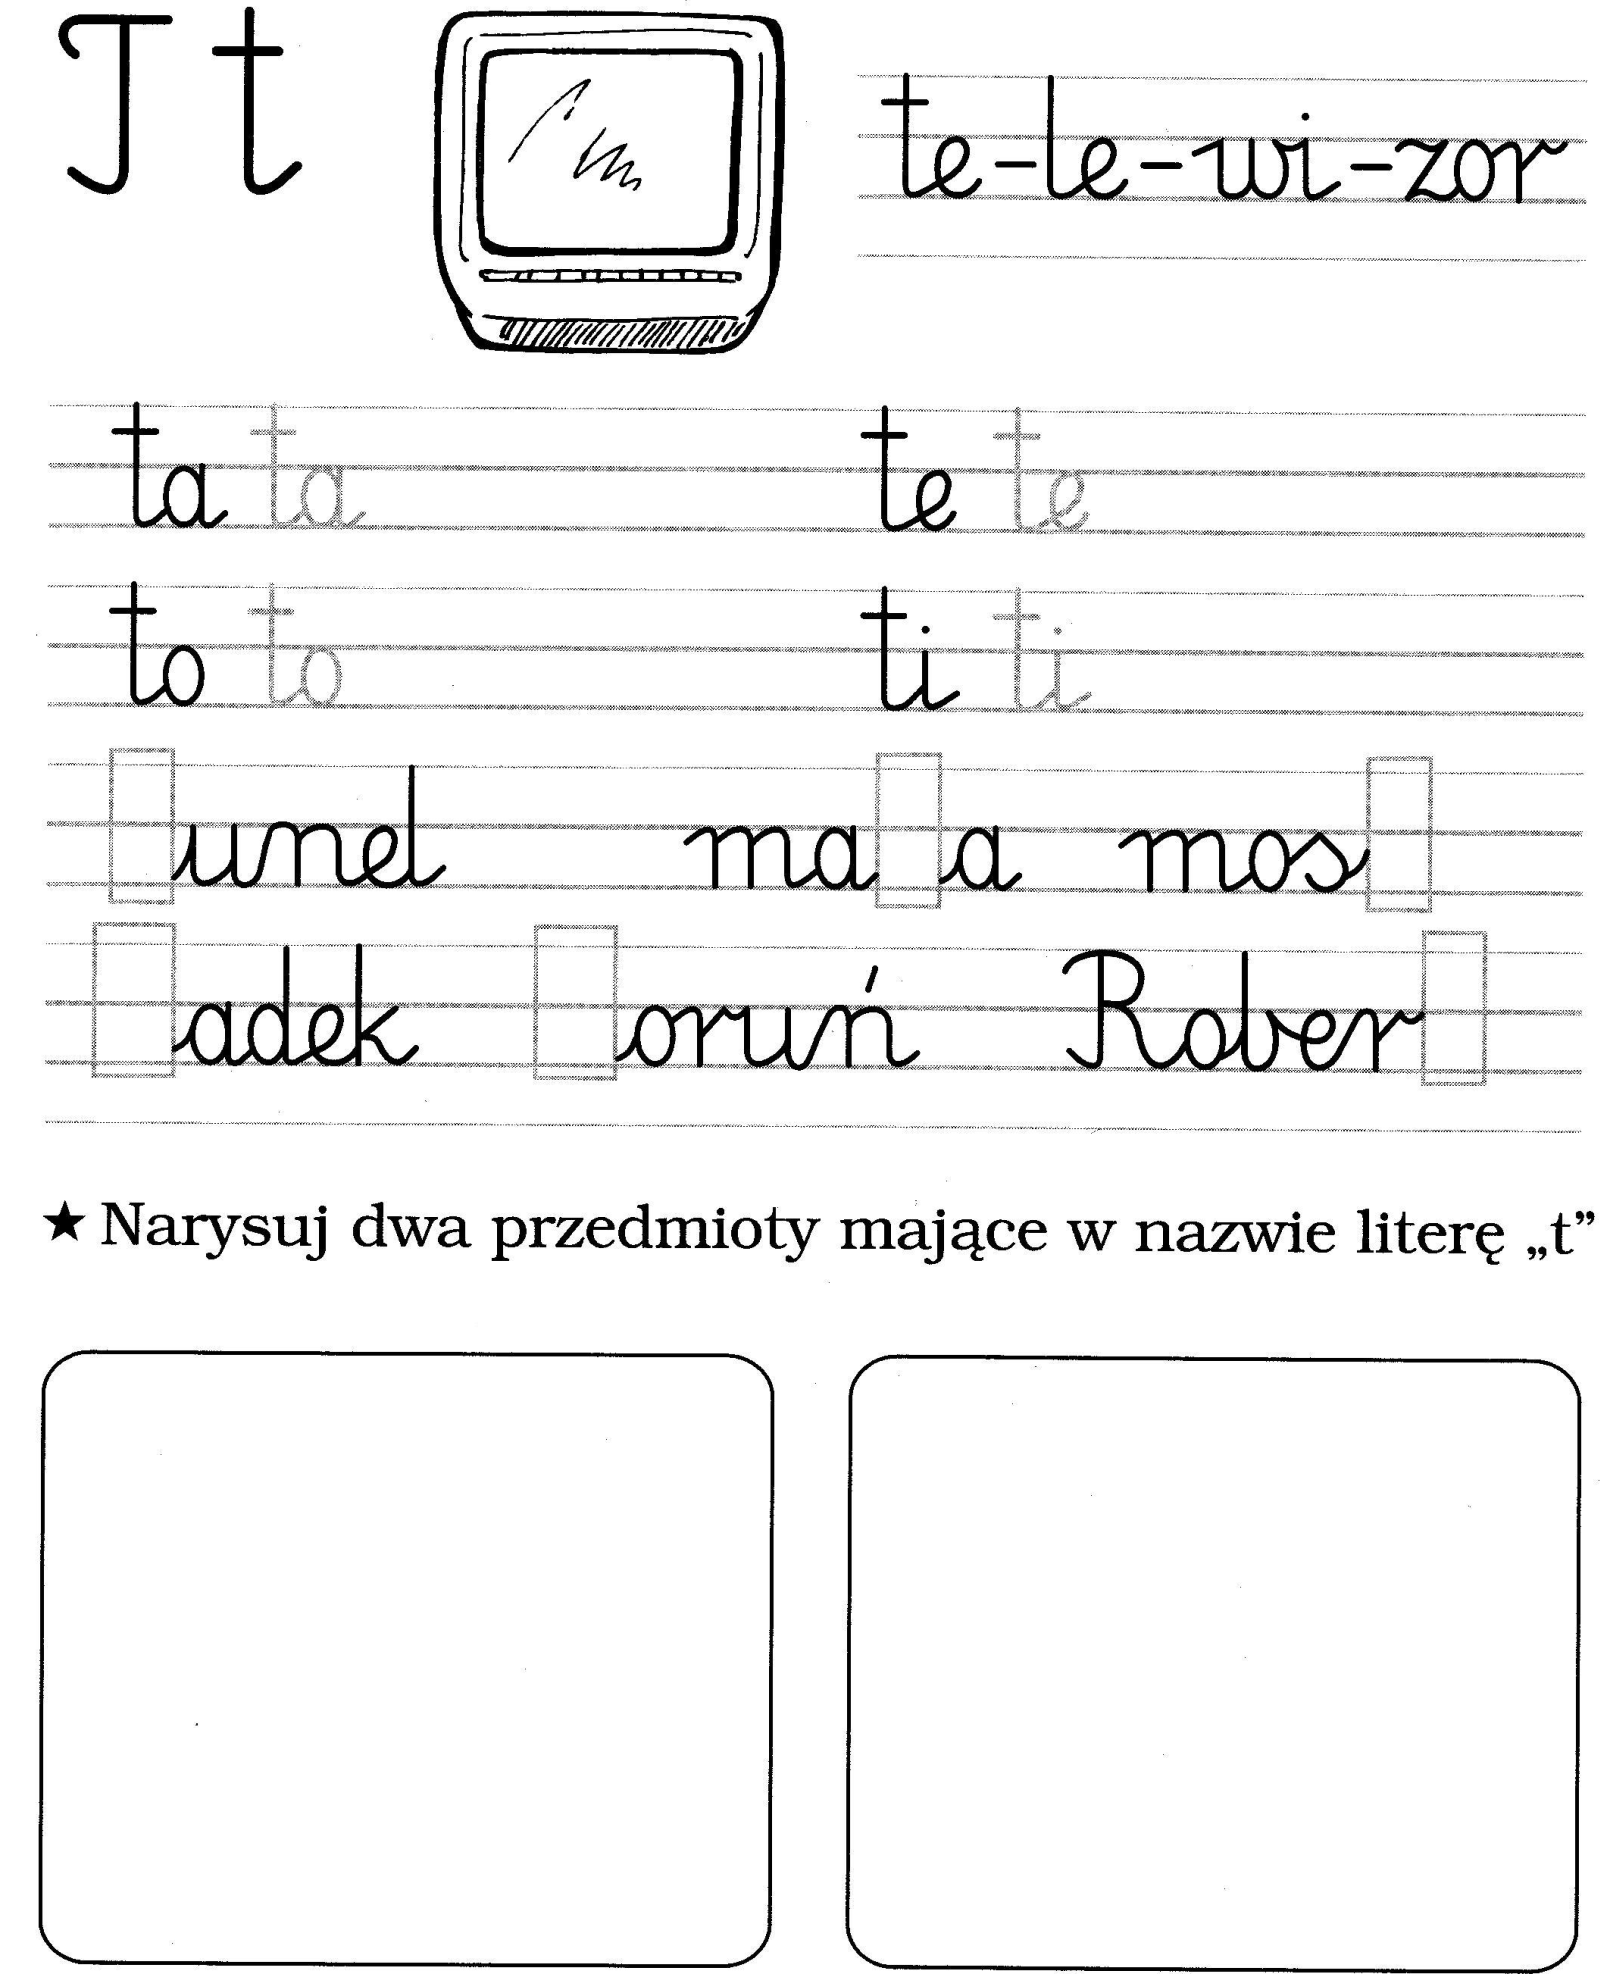 T t
te-le-wi-zor
ta ta te te
to to ti ti
unel ma a mos
adek oruń Rober
★ Narysuj dwa przedmioty mające w nazwie literę „t”